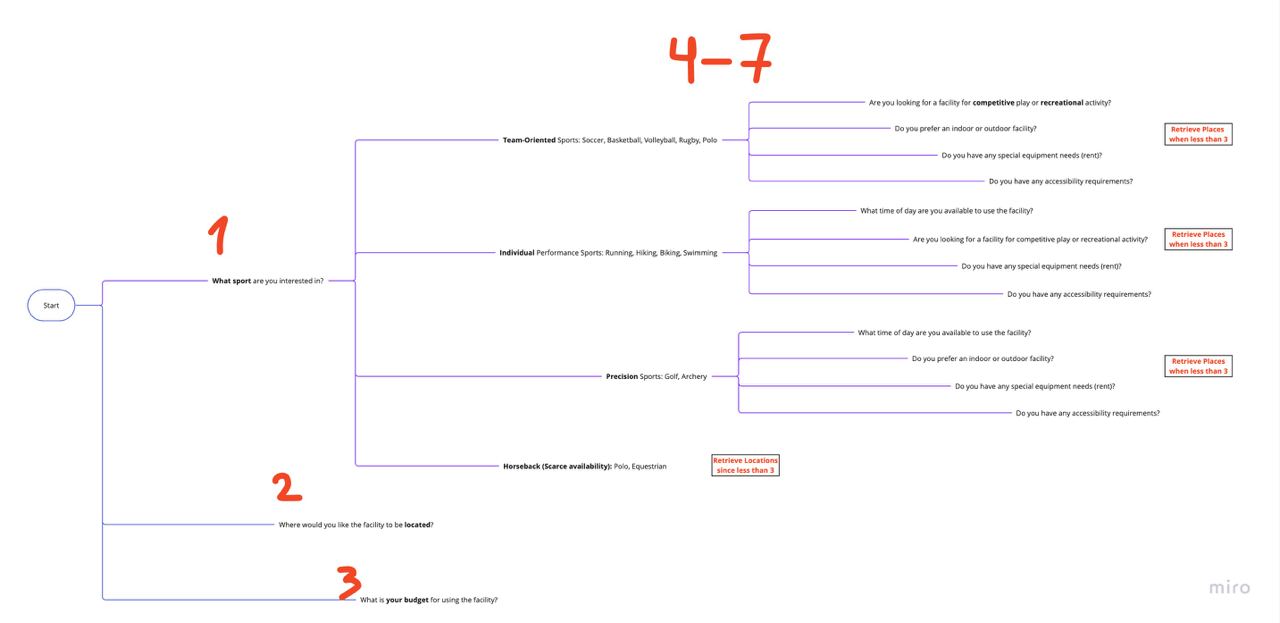 4-7
Are you looking for a facility for competitive play or recreational activity?
Do you prefer an indoor or outdoor facility?
Retrieve Places
when less than 3
Team-Oriented Sports: Soccer, Basketball, Volleyball, Rugby, Polo
Do you have any special equipment needs (rent)?
Do you have any accessibility requirements?
1
What time of day are you available to use the facility?
Are you looking for a facility for competitive play or recreational activity?
Retrieve Places
when less than 3
Individual Performance Sports: Running, Hiking, Biking, Swimming
Do you have any special equipment needs (rent)?
What sport are you interested in?
Do you have any accessibility requirements?
Start
What time of day are you available to use the facility?
Do you prefer an indoor or outdoor facility?
Retrieve Places
when less than 3
Precision Sports: Golf, Archery
Do you have any special equipment needs (rent)?
Do you have any accessibility requirements?
Horseback (Scarce availability): Polo, Equestrian
Retrieve Locations
since less than 3
2
Where would you like the facility to be located?
3
What is your budget for using the facility?
miro